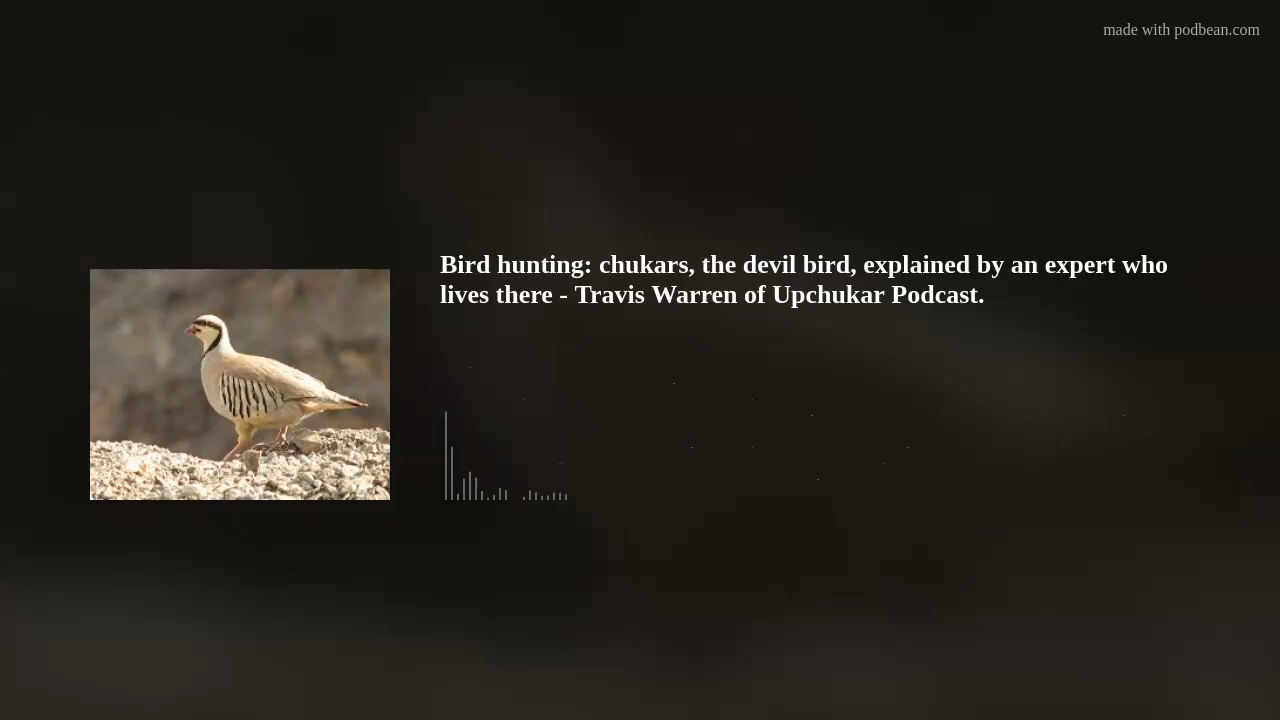 made with podbean.com
Bird hunting: chukars, the devil bird, explained by an expert who
lives there - Travis Warren of Upchukar Podcast.